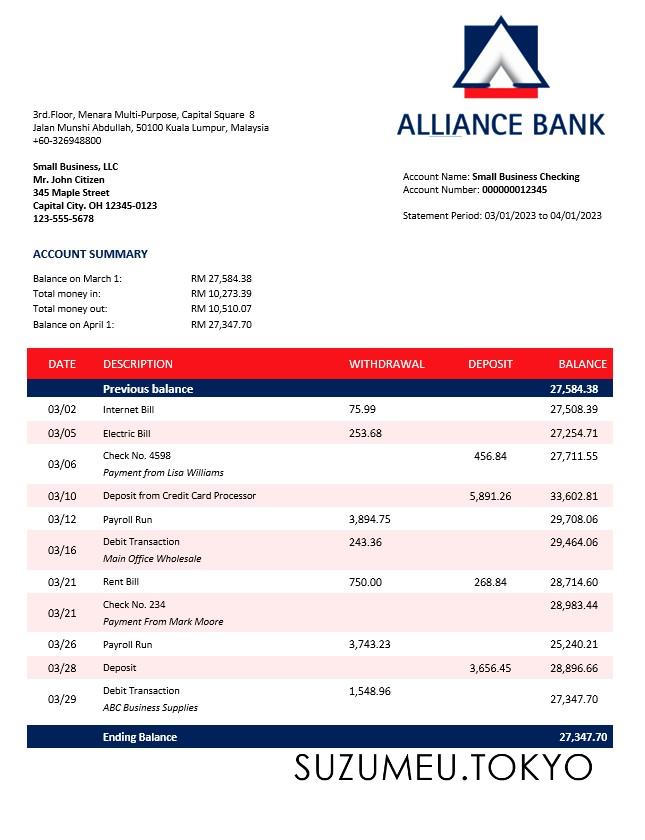 ALLIANCE BANK
3rd.Floor, Menara Multi-Purpose, Capital Square 8
Jalan Munshi Abdullah, 50100 Kuala Lumpur, Malaysia
+60-326948800
Small Business, LLC
Mr. John Citizen
345 Maple Street
Capital City. OH 12345-0123
123-555-5678
Account Name: Small Business Checking
Account Number: 000000012345
Statement Period: 03/01/2023 to 04/01/2023
ACCOUNT SUMMARY
Balance on March 1: RM 27,584.38
Total money in: RM 10,273.39
Total money out: RM 10,510.07
Balance on April 1: RM 27,347.70
DATE DESCRIPTION WITHDRAWAL DEPOSIT BALANCE
Previous balance 27,584.38
03/02 Internet Bill 75.99 27,508.39
03/05 Electric Bill 253.68 27,254.71
03/06 Check No. 4598 456.84 27,711.55
Payment from Lisa Williams
03/10 Deposit from Credit Card Processor 5,891.26 33,602.81
03/12 Payroll Run 3,894.75 29,708.06
03/16 Debit Transaction 243.36 29,464.06
Main Office Wholesale
03/21 Rent Bill 750.00 268.84 28,714.60
03/21 Check No. 234 28,983.44
Payment From Mark Moore
03/26 Payroll Run 3,743.23 25,240.21
03/28 Deposit 3,656.45 28,896.66
03/29 Debit Transaction 1,548.96 27,347.70
ABC Business Supplies
Ending Balance 27,347.70
SUZUMEU.TOKYO